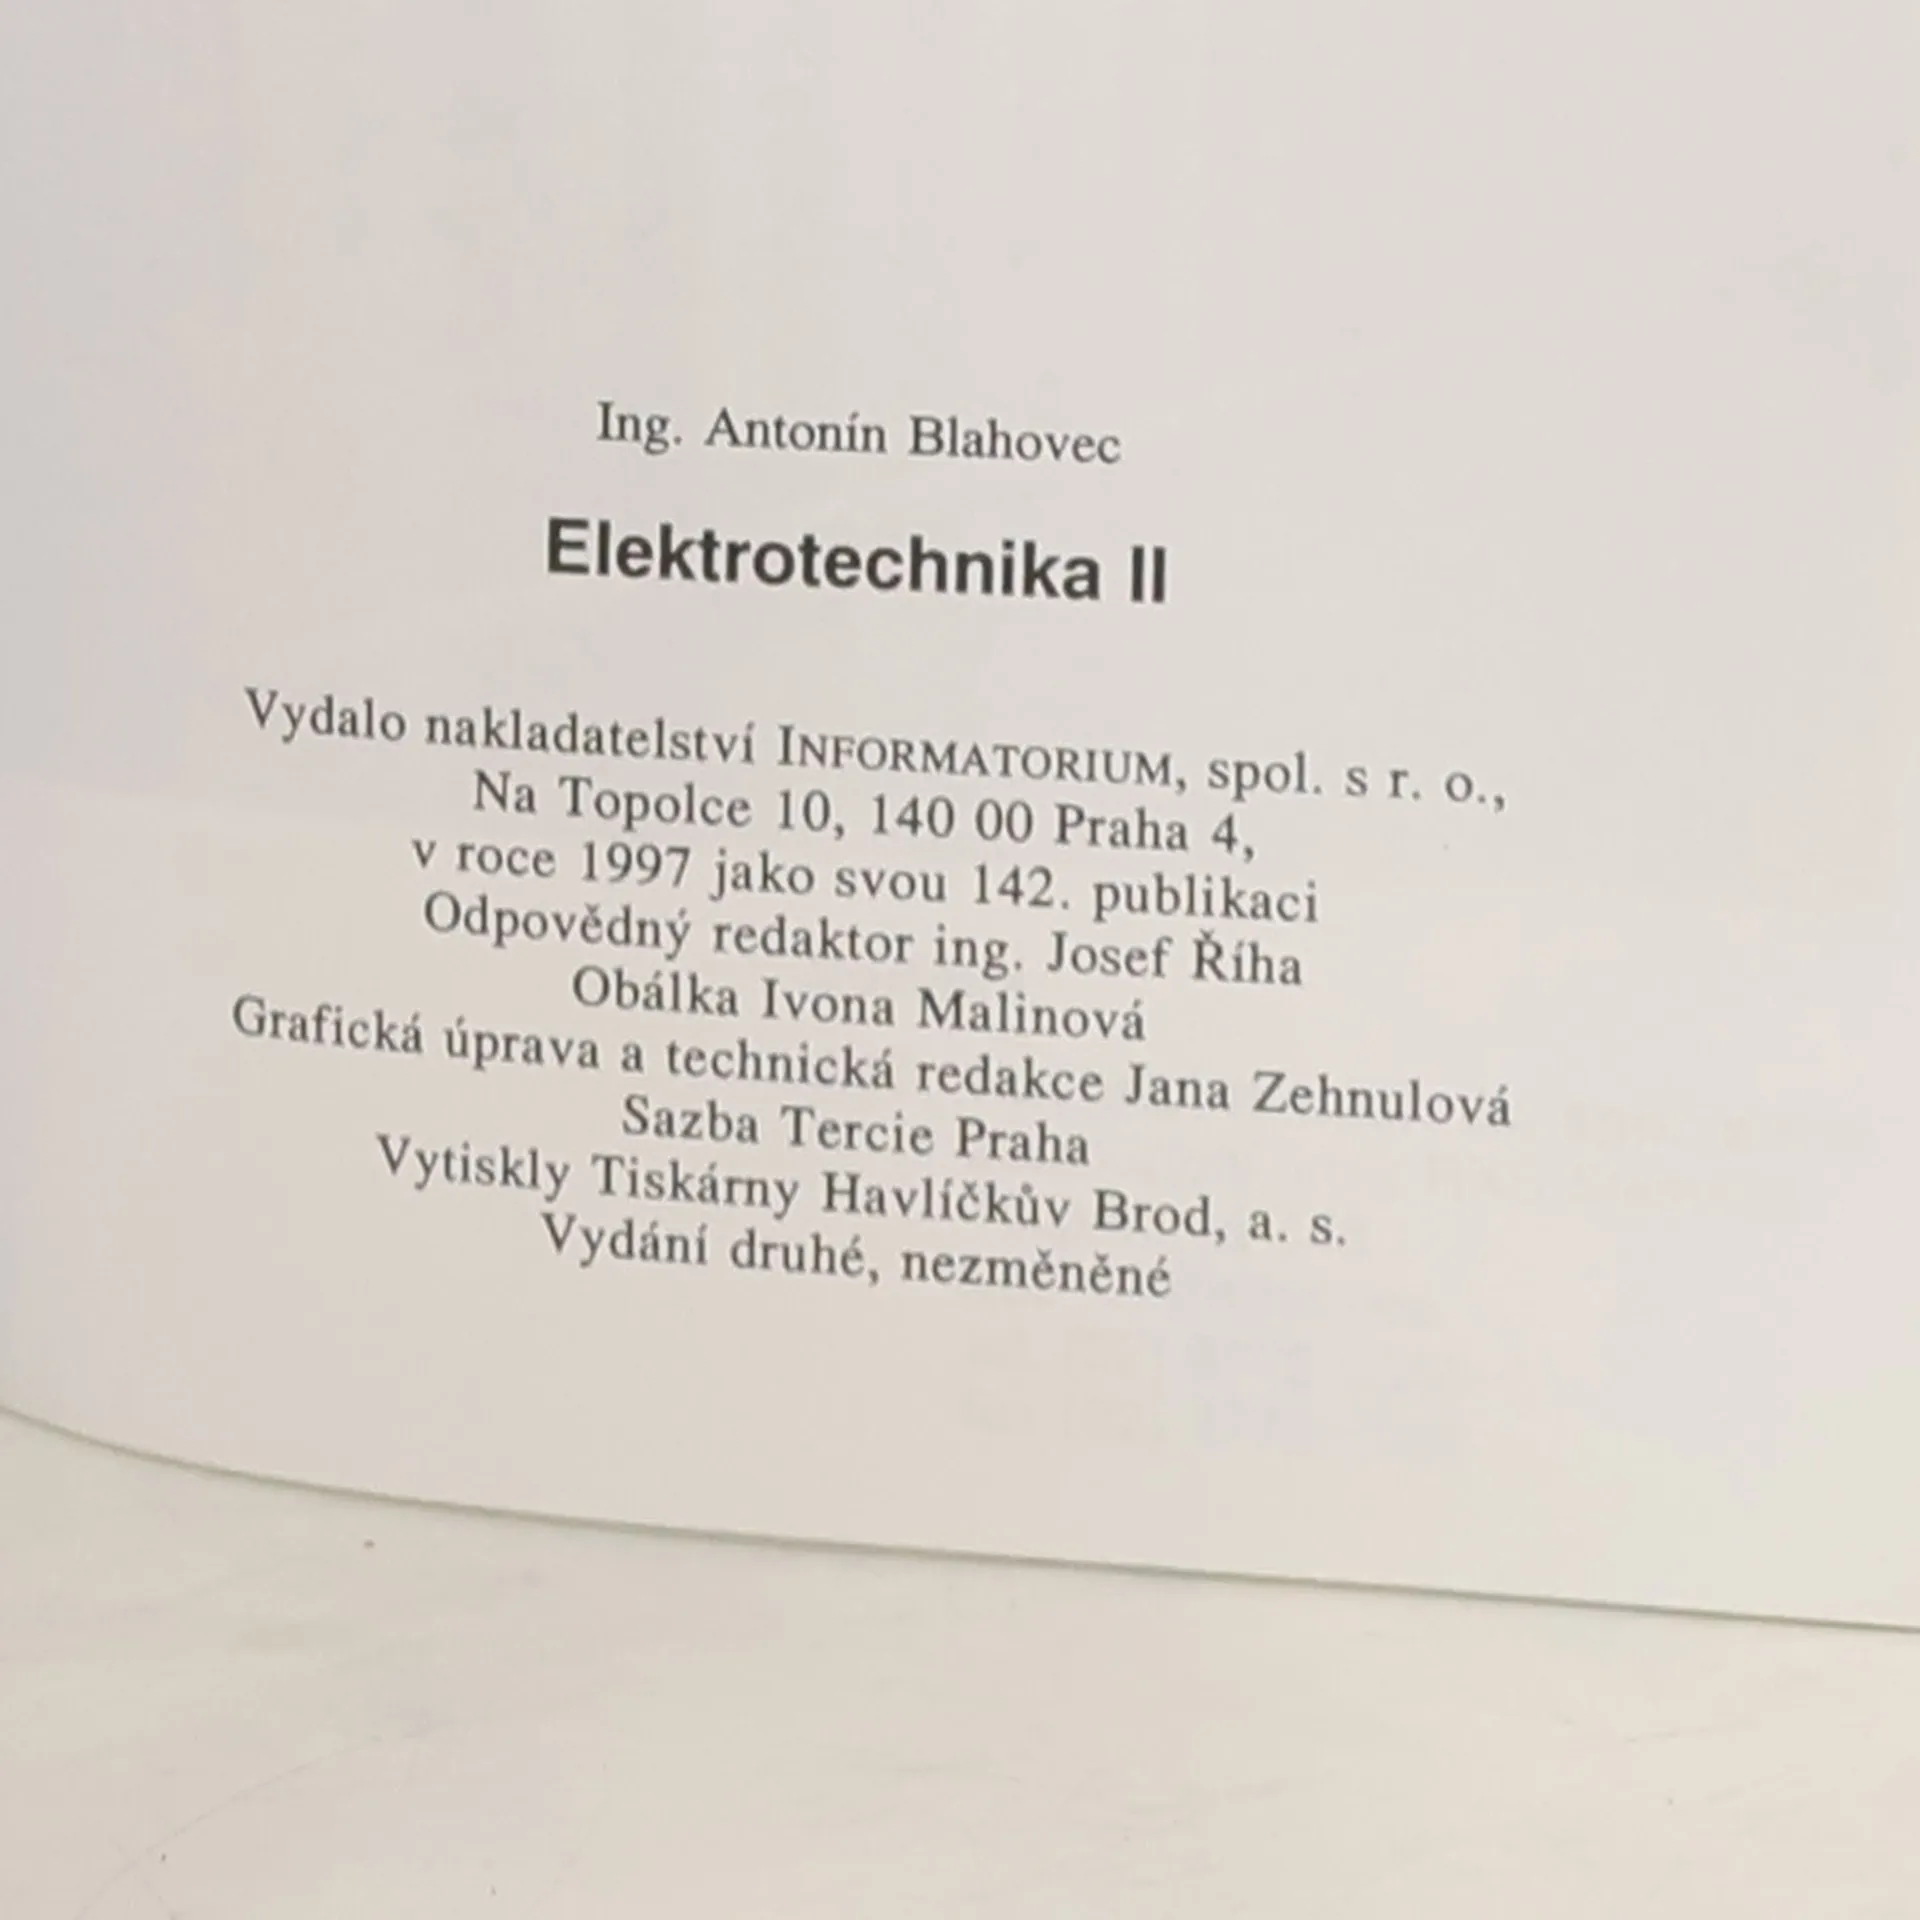 Ing. Antonín Blahovec
Elektrotechnika II
Vydalo nakladatelství INFORMATORIUM, spol. s r. o.,
Na Topolce 10, 140 00 Praha 4,
v roce 1997 jako svou 142. publikaci
Odpovědný redaktor ing. Josef Říha
Obálka Ivona Malinová
Grafická úprava a technická redakce Jana Zehnulová
Sazba Tercie Praha
Vytiskly Tiskárny Havlíčkův Brod, a. s.
Vydání druhé, nezměněné